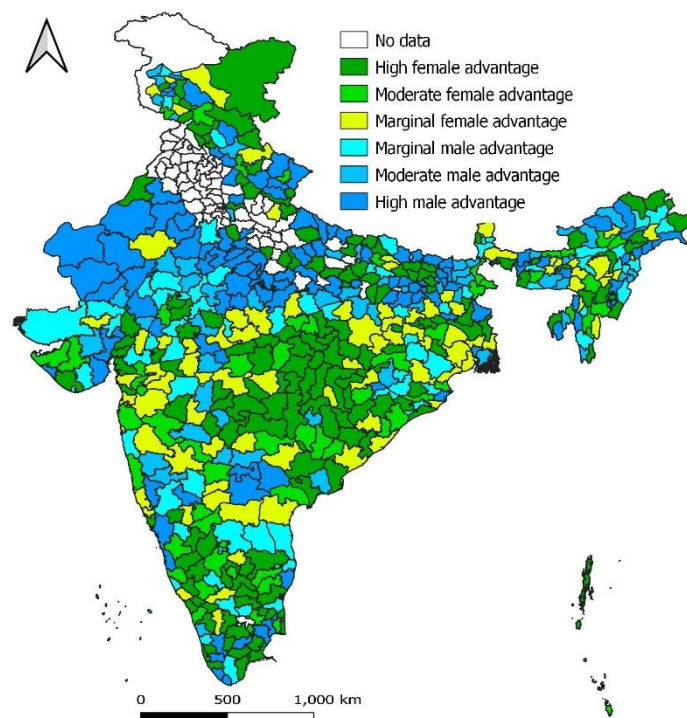 No data
High female advantage
Moderate female advantage
Marginal female advantage
Marginal male advantage
Moderate male advantage
High male advantage
0 500 1,000 km